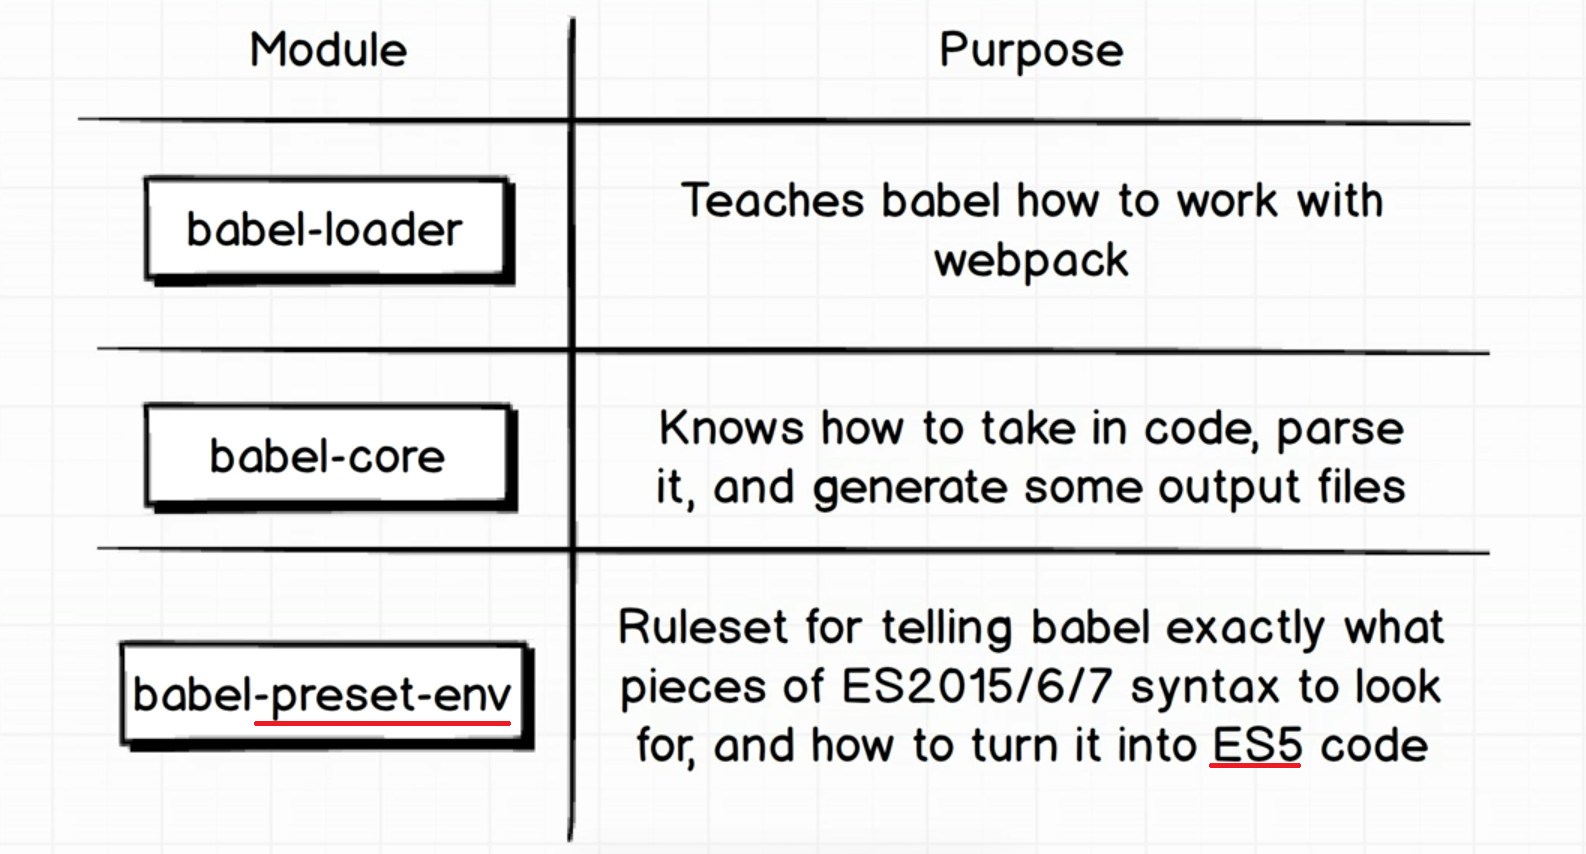 Module
Purpose
babel-loader
Teaches babel how to work with
webpack
babel-core
Knows how to take in code, parse
it, and generate some output files
babel-preset-env
Ruleset for telling babel exactly what
pieces of ES2015/6/7 syntax to look
for, and how to turn it into ES5 code